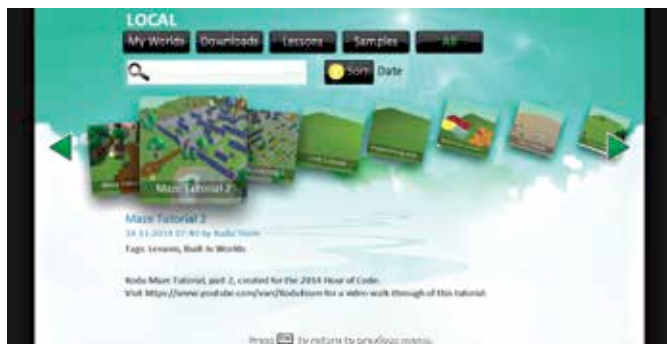 LOCAL
My Worlds Downloads Lessons Samples All
Sort Date
Maze Tutorial 2
Maze Tutorial 2
by Kodu Team
Tags: Lessons, Built In Worlds
Kodu Maze Tutorial, part 2, created for the 2014 Hour of Code.
Visit https://www.youtube.com/user/KoduTeam for a video walk through of this tutorial.
Press Esc to return to previous menu.